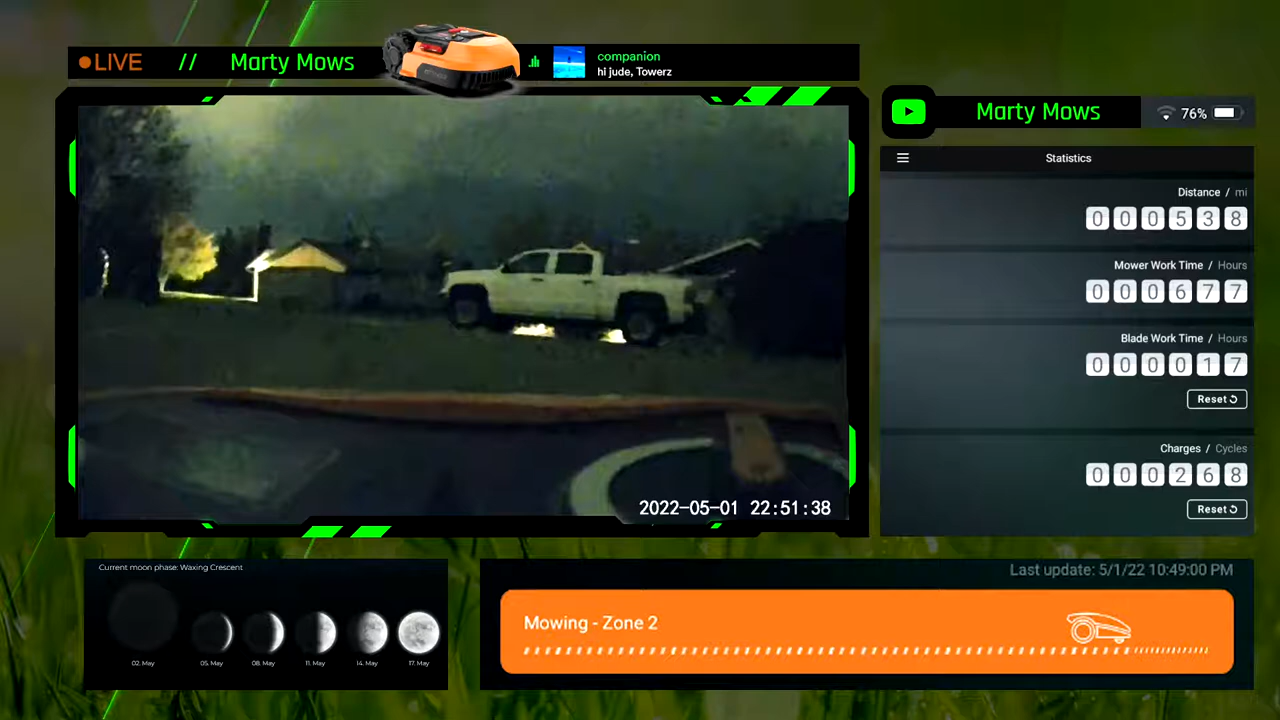 LIVE // Marty Mows
companion
hi jude, Towerz
Marty Mows
76%
Statistics
Distance / mi
000538
Mower Work Time / Hours
000677
Blade Work Time / Hours
000017
Reset
Charges / Cycles
000268
Reset
2022-05-01 22:51:38
Current moon phase: Waxing Crescent
02. May
05. May
08. May
11. May
14. May
17. May
Last update: 5/1/22 10:49:00 PM
Mowing - Zone 2